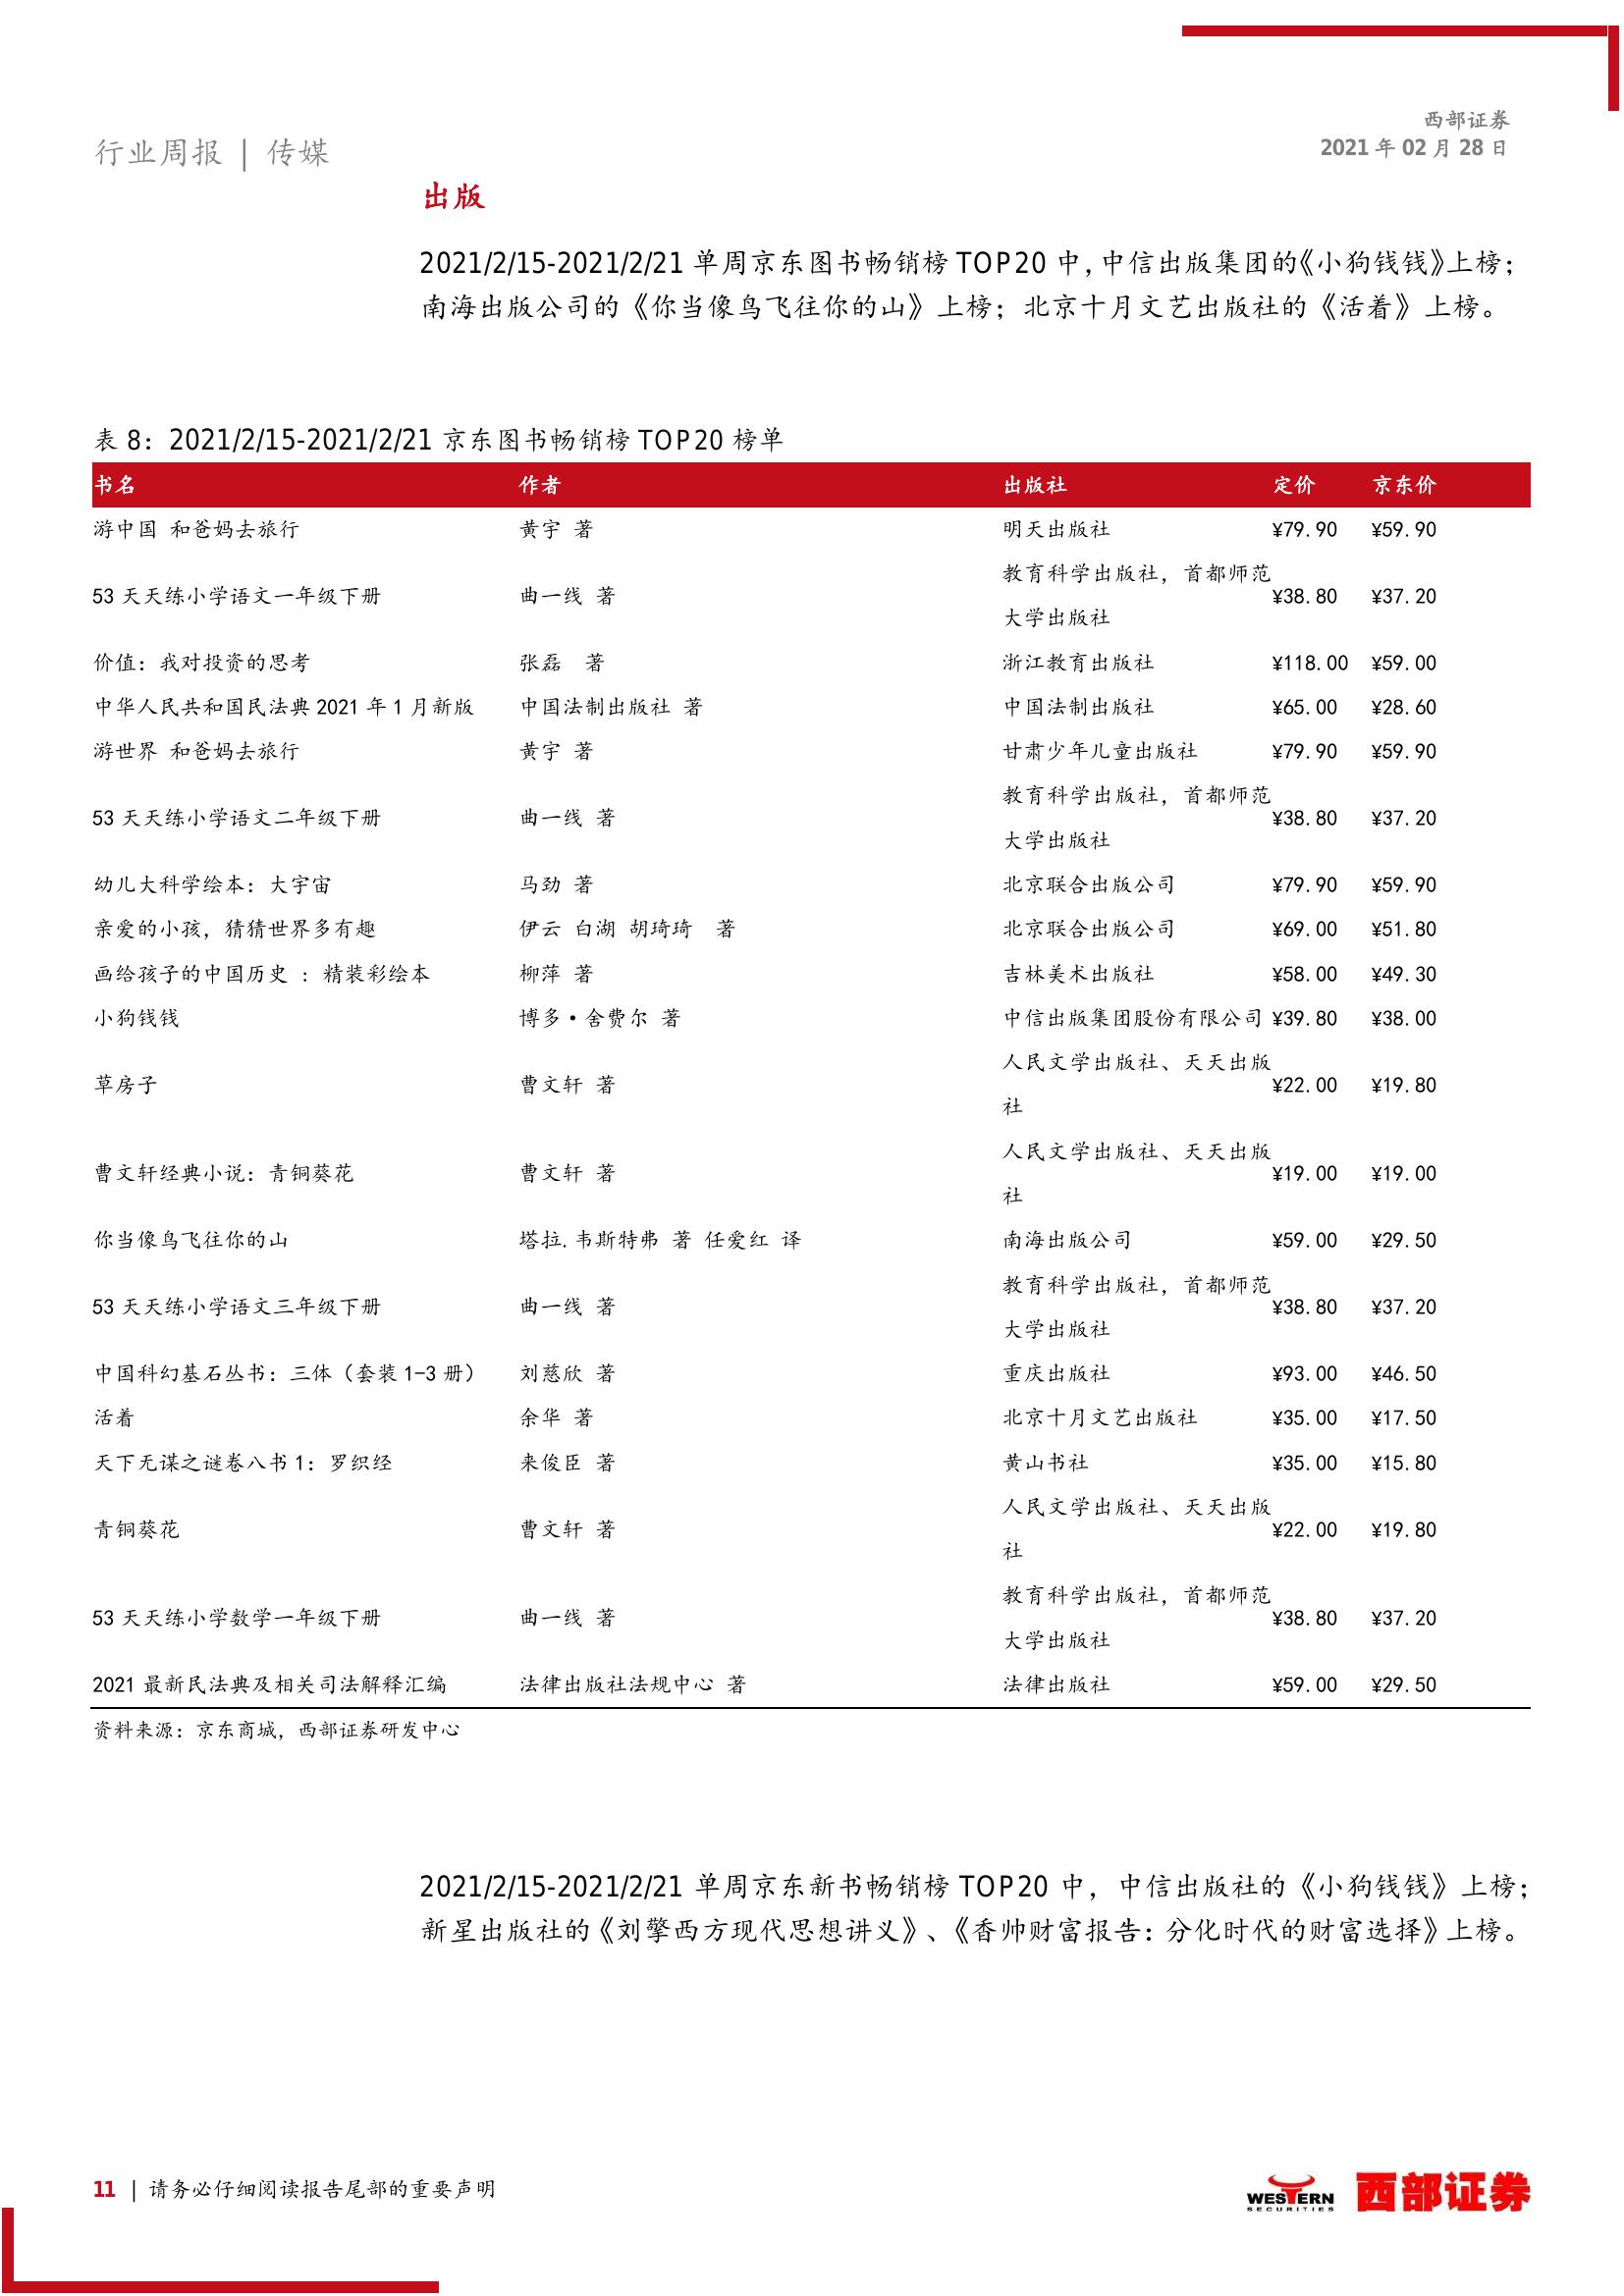 西部证券
行业周报 | 传媒
2021 年 02 月 28 日
出版
2021/2/15-2021/2/21 单周京东图书畅销榜 TOP20 中，中信出版集团的《小狗钱钱》上榜；
南海出版公司的《你当像鸟飞往你的山》上榜；北京十月文艺出版社的《活着》上榜。
表 8：2021/2/15-2021/2/21 京东图书畅销榜 TOP20 榜单
书名 作者 出版社 定价 京东价
游中国 和爸妈去旅行 黄宇 著 明天出版社 ¥79.90 ¥59.90
教育科学出版社，首都师范
53 天天练小学语文一年级下册 曲一线 著 ¥38.80 ¥37.20
大学出版社
价值：我对投资的思考 张磊 著 浙江教育出版社 ¥118.00 ¥59.00
中华人民共和国民法典 2021 年 1 月新版 中国法制出版社 著 中国法制出版社 ¥65.00 ¥28.60
游世界 和爸妈去旅行 黄宇 著 甘肃少年儿童出版社 ¥79.90 ¥59.90
教育科学出版社，首都师范
53 天天练小学语文二年级下册 曲一线 著 ¥38.80 ¥37.20
大学出版社
幼儿大科学绘本：大宇宙 马劲 著 北京联合出版公司 ¥79.90 ¥59.90
亲爱的小孩，猜猜世界多有趣 伊云 白湖 胡琦琦 著 北京联合出版公司 ¥69.00 ¥51.80
画给孩子的中国历史 : 精装彩绘本 柳萍 著 吉林美术出版社 ¥58.00 ¥49.30
小狗钱钱 博多·舍费尔 著 中信出版集团股份有限公司 ¥39.80 ¥38.00
人民文学出版社、天天出版
草房子 曹文轩 著 ¥22.00 ¥19.80
社
人民文学出版社、天天出版
曹文轩经典小说：青铜葵花 曹文轩 著 ¥19.00 ¥19.00
社
你当像鸟飞往你的山 塔拉.韦斯特弗 著 任爱红 译 南海出版公司 ¥59.00 ¥29.50
教育科学出版社，首都师范
53 天天练小学语文三年级下册 曲一线 著 ¥38.80 ¥37.20
大学出版社
中国科幻基石丛书：三体（套装 1-3 册） 刘慈欣 著 重庆出版社 ¥93.00 ¥46.50
活着 余华 著 北京十月文艺出版社 ¥35.00 ¥17.50
天下无谋之谜卷八书 1：罗织经 来俊臣 著 黄山书社 ¥35.00 ¥15.80
人民文学出版社、天天出版
青铜葵花 曹文轩 著 ¥22.00 ¥19.80
社
教育科学出版社，首都师范
53 天天练小学数学一年级下册 曲一线 著 ¥38.80 ¥37.20
大学出版社
2021 最新民法典及相关司法解释汇编 法律出版社法规中心 著 法律出版社 ¥59.00 ¥29.50
资料来源：京东商城，西部证券研发中心
2021/2/15-2021/2/21 单周京东新书畅销榜 TOP20 中，中信出版社的《小狗钱钱》上榜；
新星出版社的《刘擎西方现代思想讲义》、《香帅财富报告：分化时代的财富选择》上榜。
11 | 请务必仔细阅读报告尾部的重要声明
WESTERN
SECURITIES
西部证券